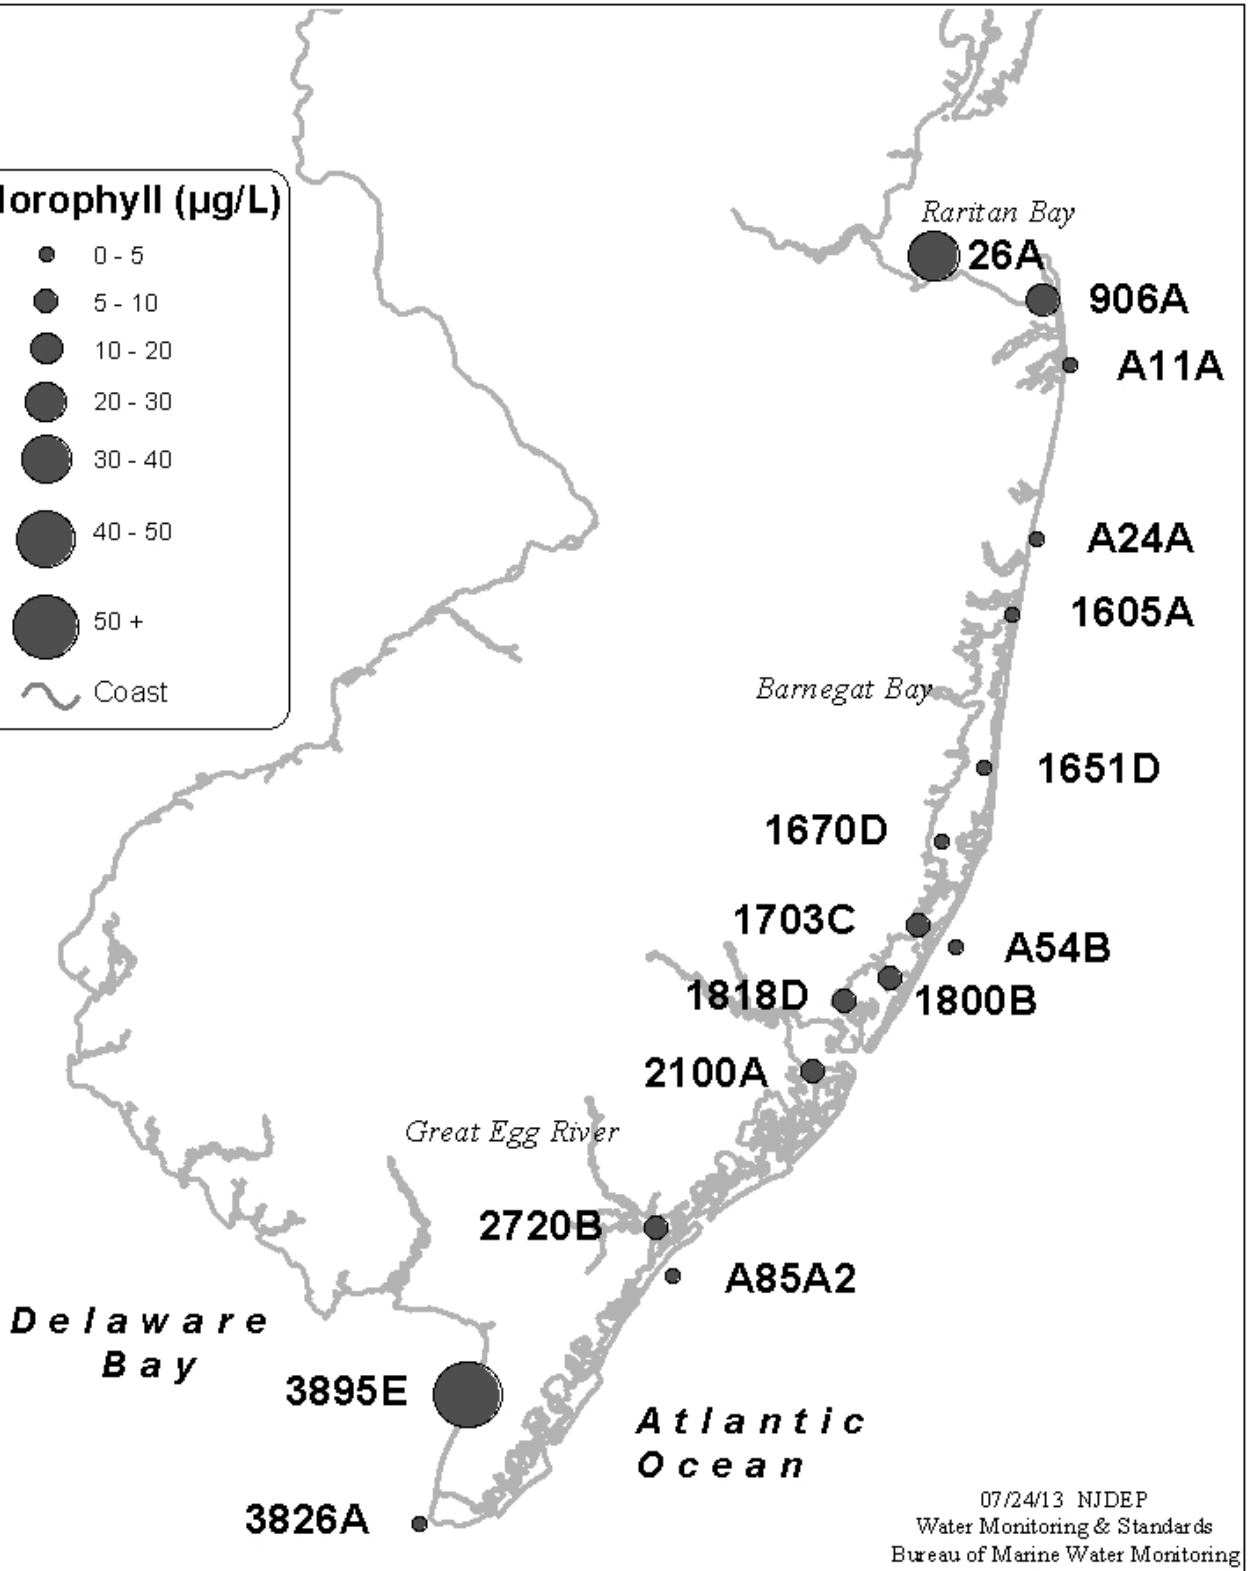 lorophyll (µg/L)
0 - 5
5 - 10
10 - 20
20 - 30
30 - 40
40 - 50
50 +
Coast
Raritan Bay
26A
906A
A11A
A24A
1605A
Barnegat Bay
1651D
1670D
1703C
A54B
1818D
1800B
2100A
Great Egg River
2720B
A85A2
Delaware
Bay
3895E
Atlantic
Ocean
3826A
07/24/13 NJDEP
Water Monitoring & Standards
Bureau of Marine Water Monitoring